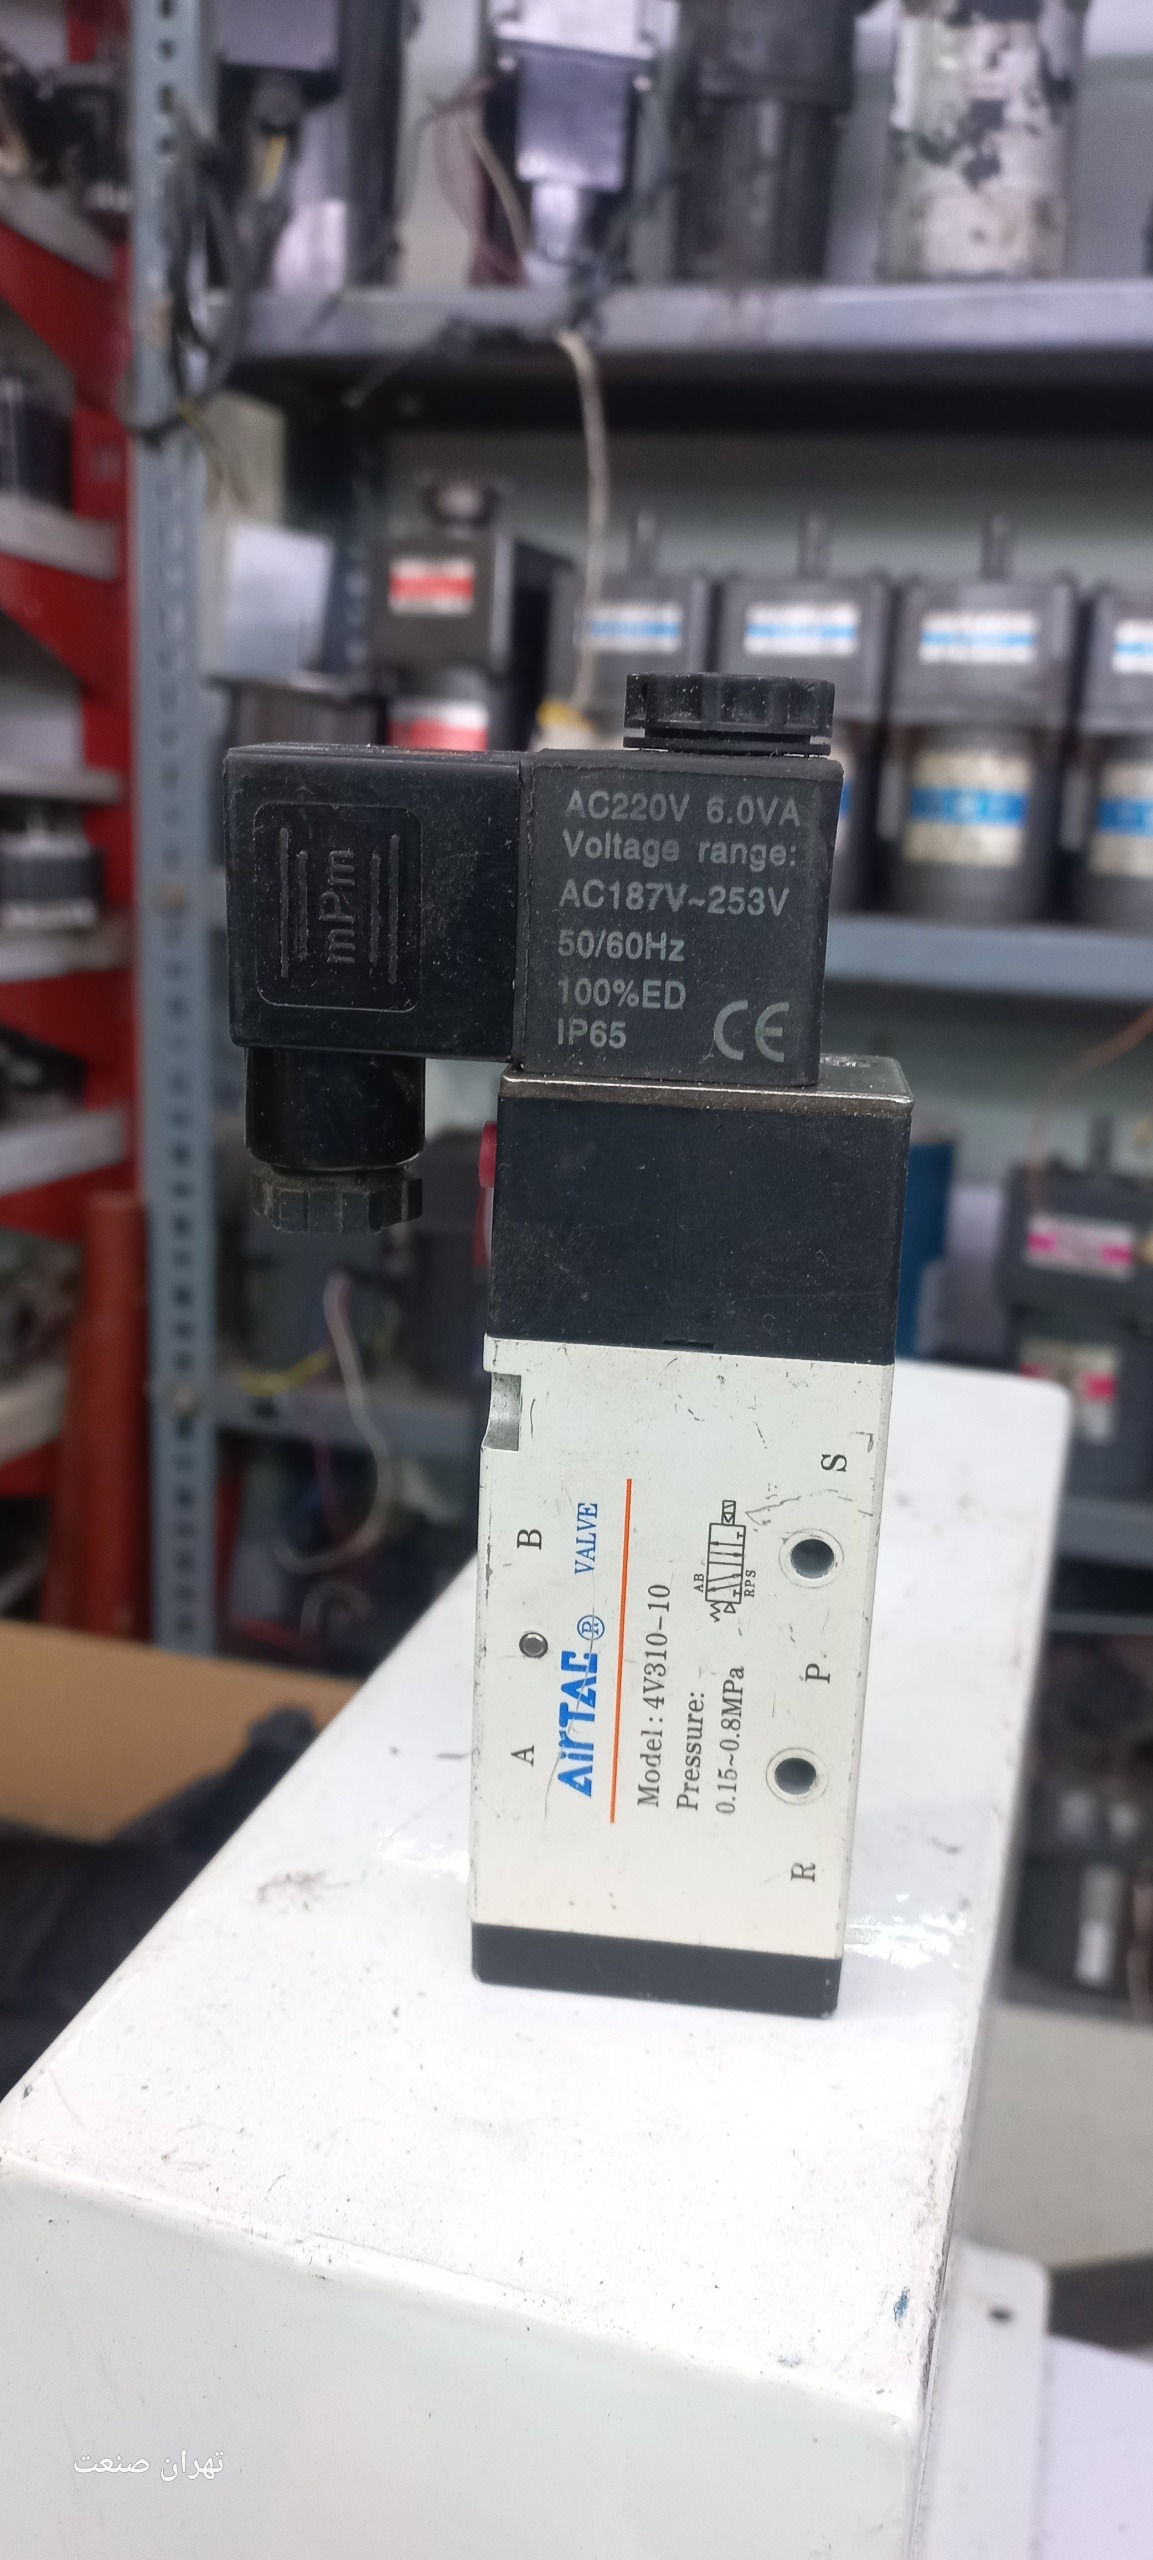 mPm
AC220V 6.0VA
Voltage range:
AC187V~253V
50/60Hz
100%ED
IP65
CE
A B
AirTAC ® VALVE
Model: 4V310-10
Pressure:
0.15~0.8MPa
AB
RPS
R P S
تهران صنعت